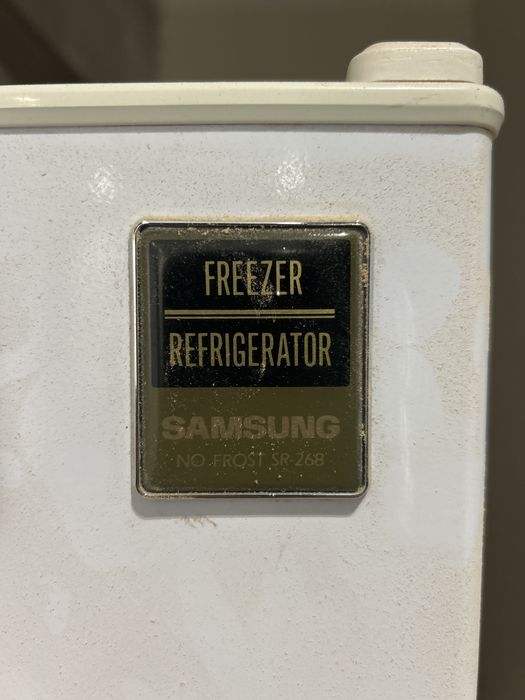 FREEZER
REFRIGERATOR
SAMSUNG
NO FROST SR-268